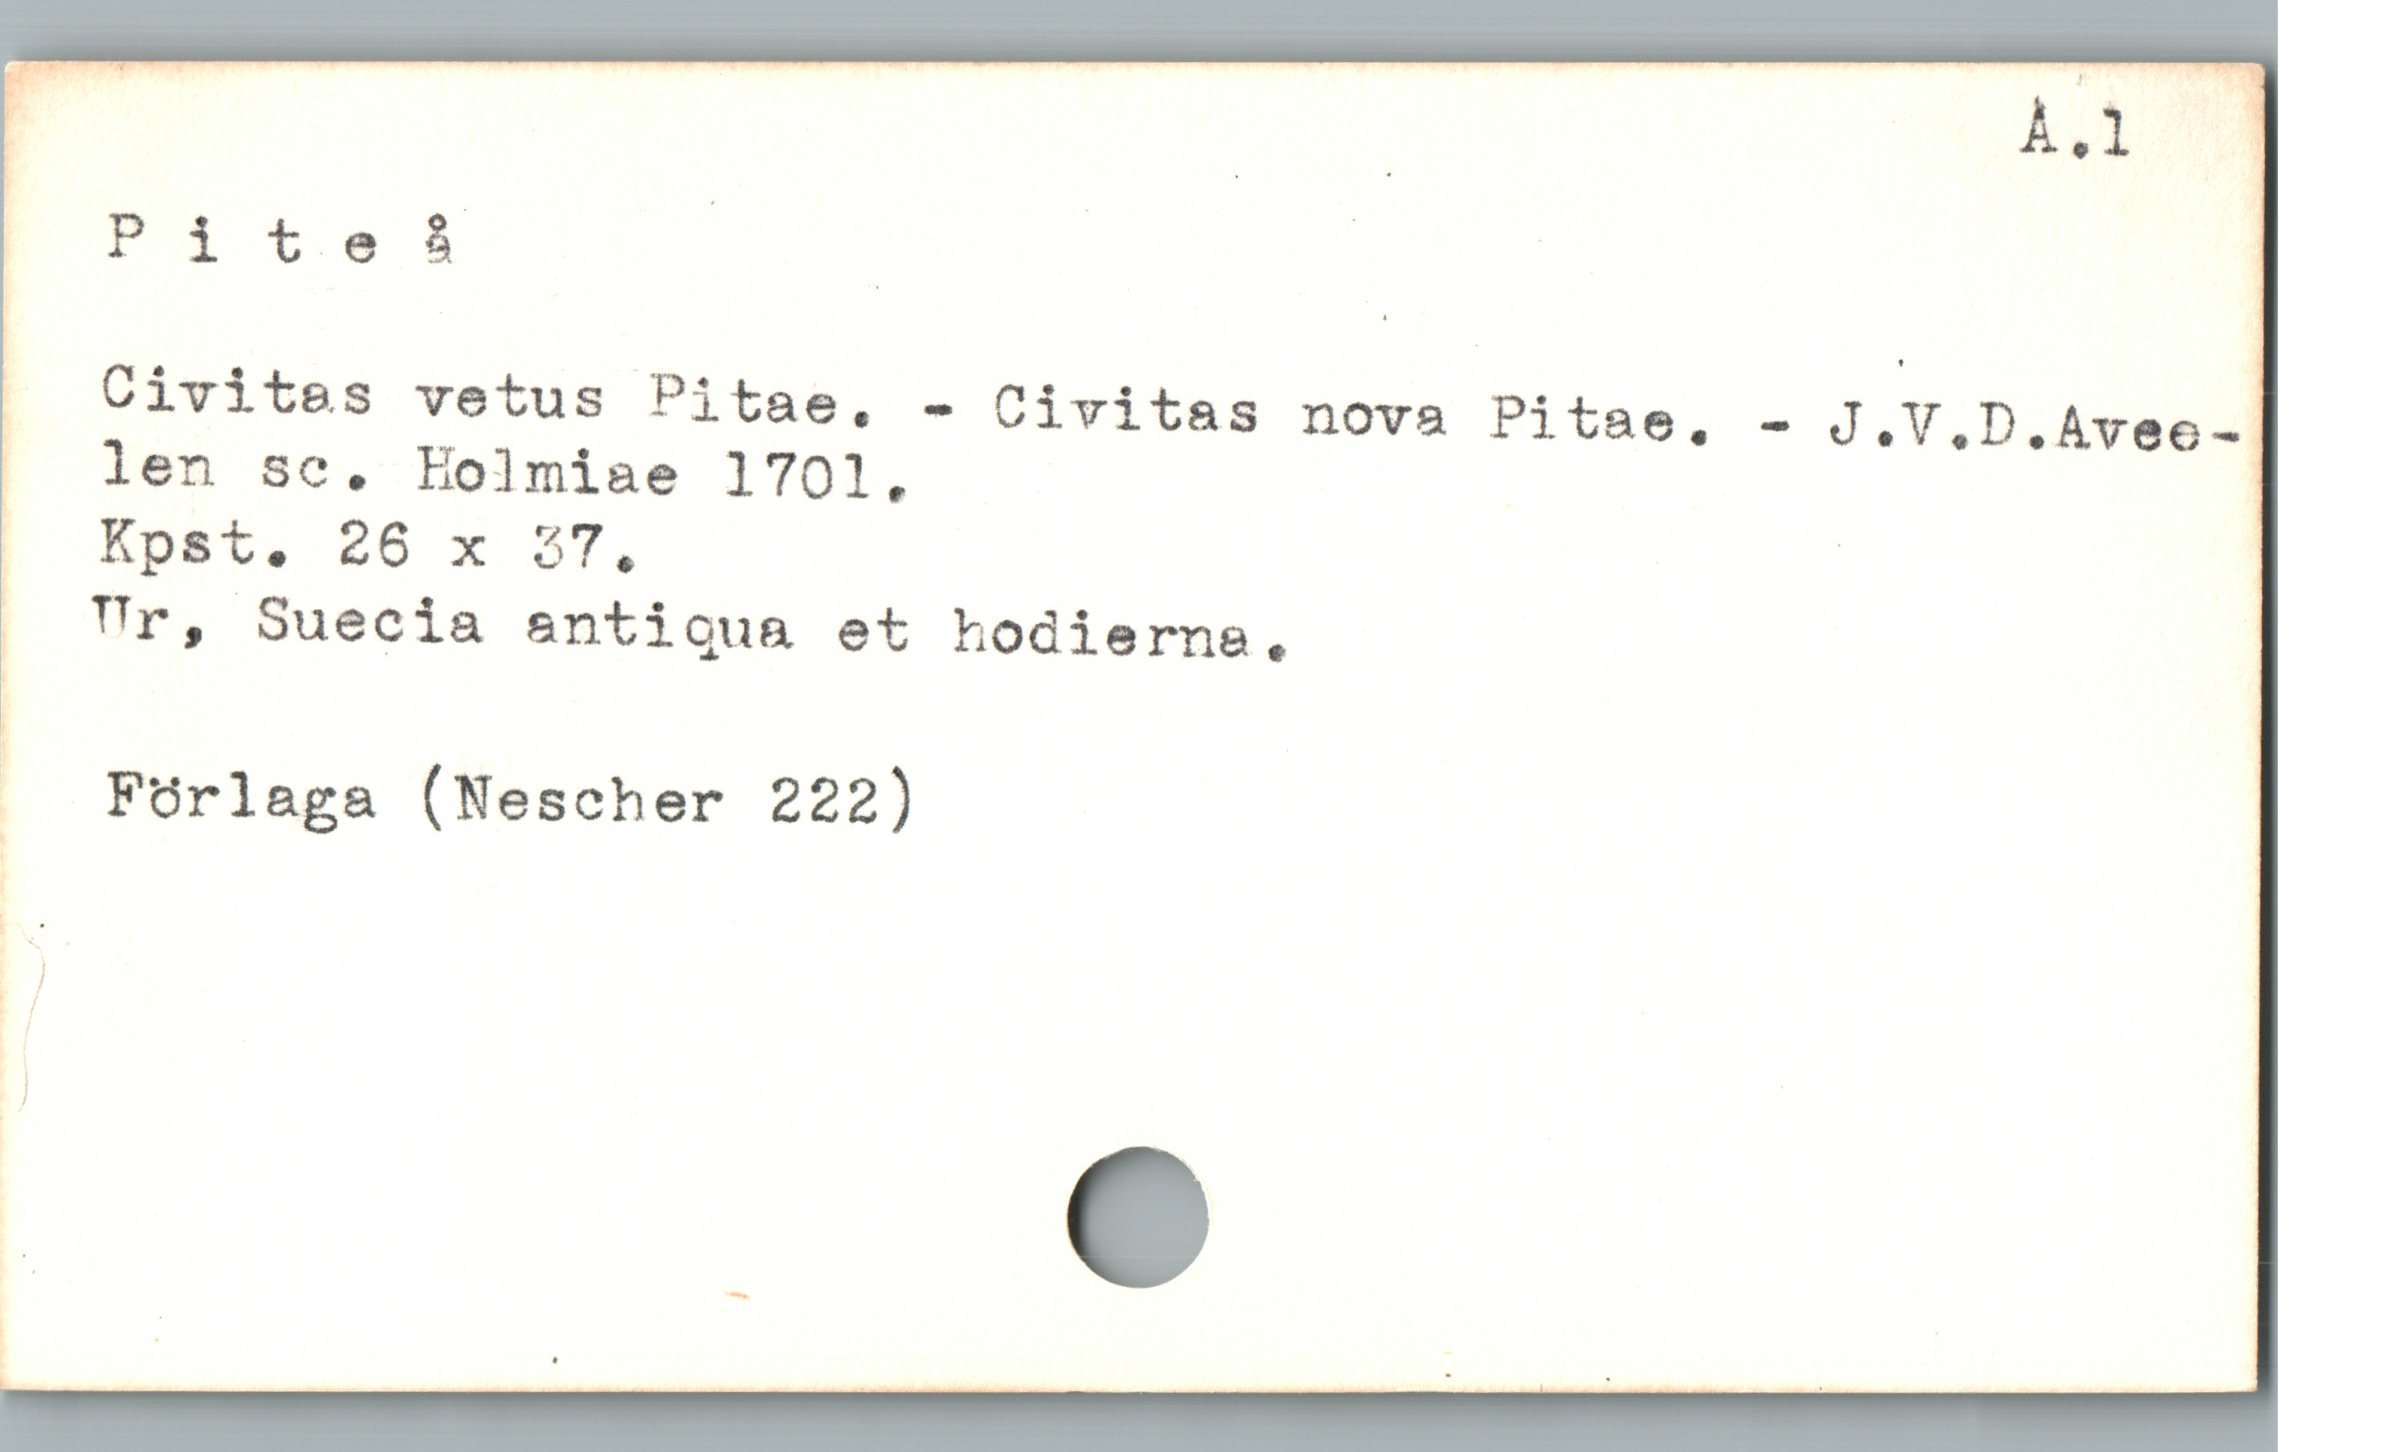 A.1
P i t e å
Civitas vetus Pitae. - Civitas nova Pitae. - J.V.D.Avee-
len sc. Holmiae 1701.
Kpst. 26 x 37.
Ur, Suecia antiqua et hodierna.
Förlaga (Nescher 222)